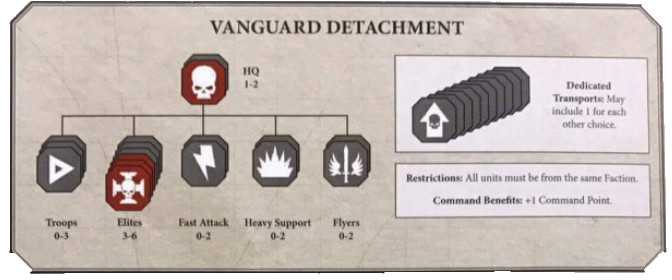 VANGUARD DETACHMENT
HQ
1-2
Dedicated
Transports: May
include 1 for each
other choice.
Restrictions: All units must be from the same Faction.
Command Benefits: +1 Command Point.
Troops
0-3
Elites
3-6
Fast Attack
0-2
Heavy Support
0-2
Flyers
0-2